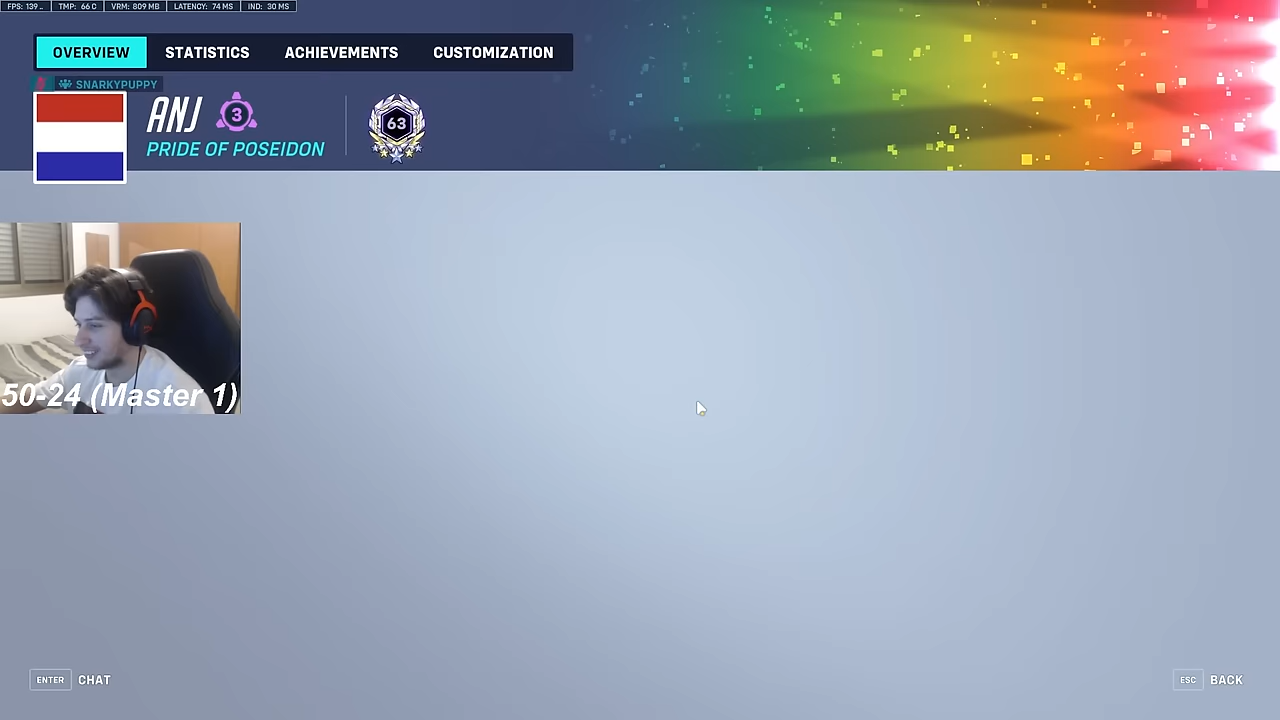 FPS: 139 .. TMP: 66 C VRM: 809 MB LATENCY: 74 MS IND: 30 MS
OVERVIEW STATISTICS ACHIEVEMENTS CUSTOMIZATION
SNARKYPUPPY
ANJ 3
63
PRIDE OF POSEIDON
50-24 (Master 1)
ENTER CHAT
ESC BACK